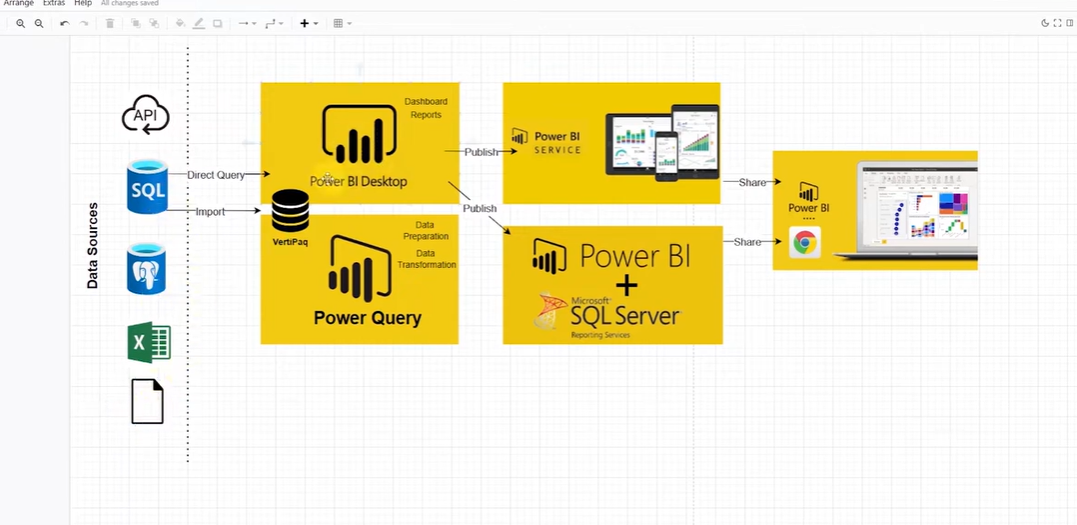 Arrange Extras Help All changes saved
API
SQL
Data Sources
Direct Query
Import
Dashboard
Reports
Power BI Desktop
VertiPaq
Data
Preparation
Data
Transformation
Power Query
Publish
Publish
Power BI
SERVICE
Power BI
+
Microsoft
SQL Server
Reporting Services
Share
Share
Power BI
X